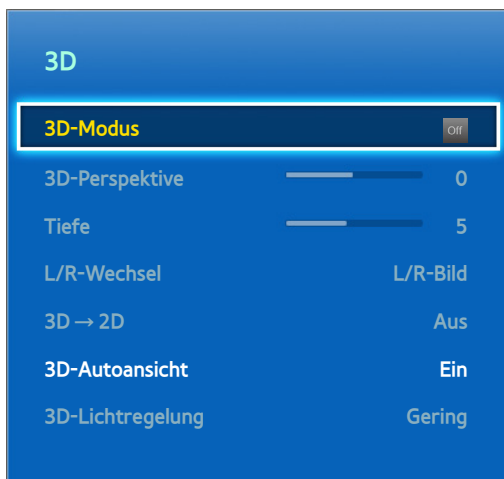 3D
3D-Modus Off
3D-Perspektive 0
Tiefe 5
L/R-Wechsel L/R-Bild
3D → 2D Aus
3D-Autoansicht Ein
3D-Lichtregelung Gering